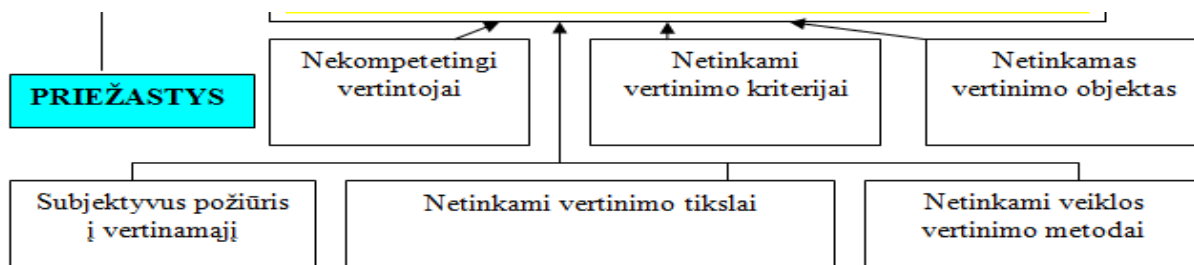 PRIEŽASTYS
Nekompetetingi
vertintojai
Netinkami
vertinimo kriterijai
Netinkamas
vertinimo objektas
Subjektyvus požiūris
į vertinamąjį
Netinkami vertinimo tikslai
Netinkami veiklos
vertinimo metodai